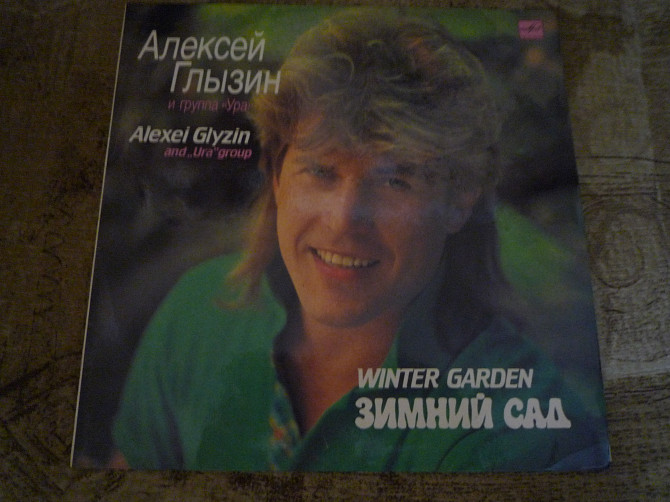 Алексей
Глызин
и группа «Ура»
Alexei Glyzin
and „Ura" group
WINTER GARDEN
ЗИМНИЙ САД